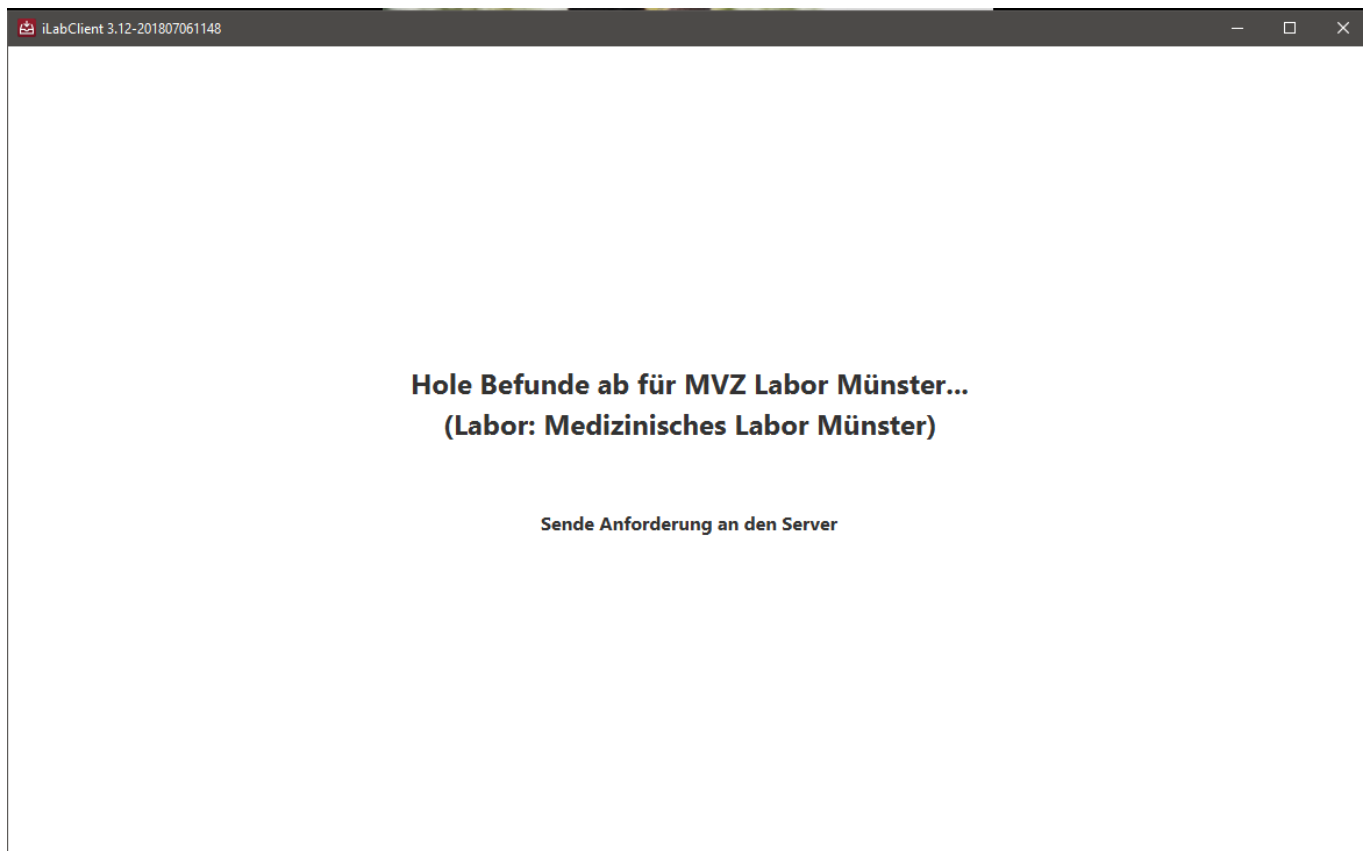 iLabClient 3.12-201807061148
Hole Befunde ab für MVZ Labor Münster...
(Labor: Medizinisches Labor Münster)
Sende Anforderung an den Server